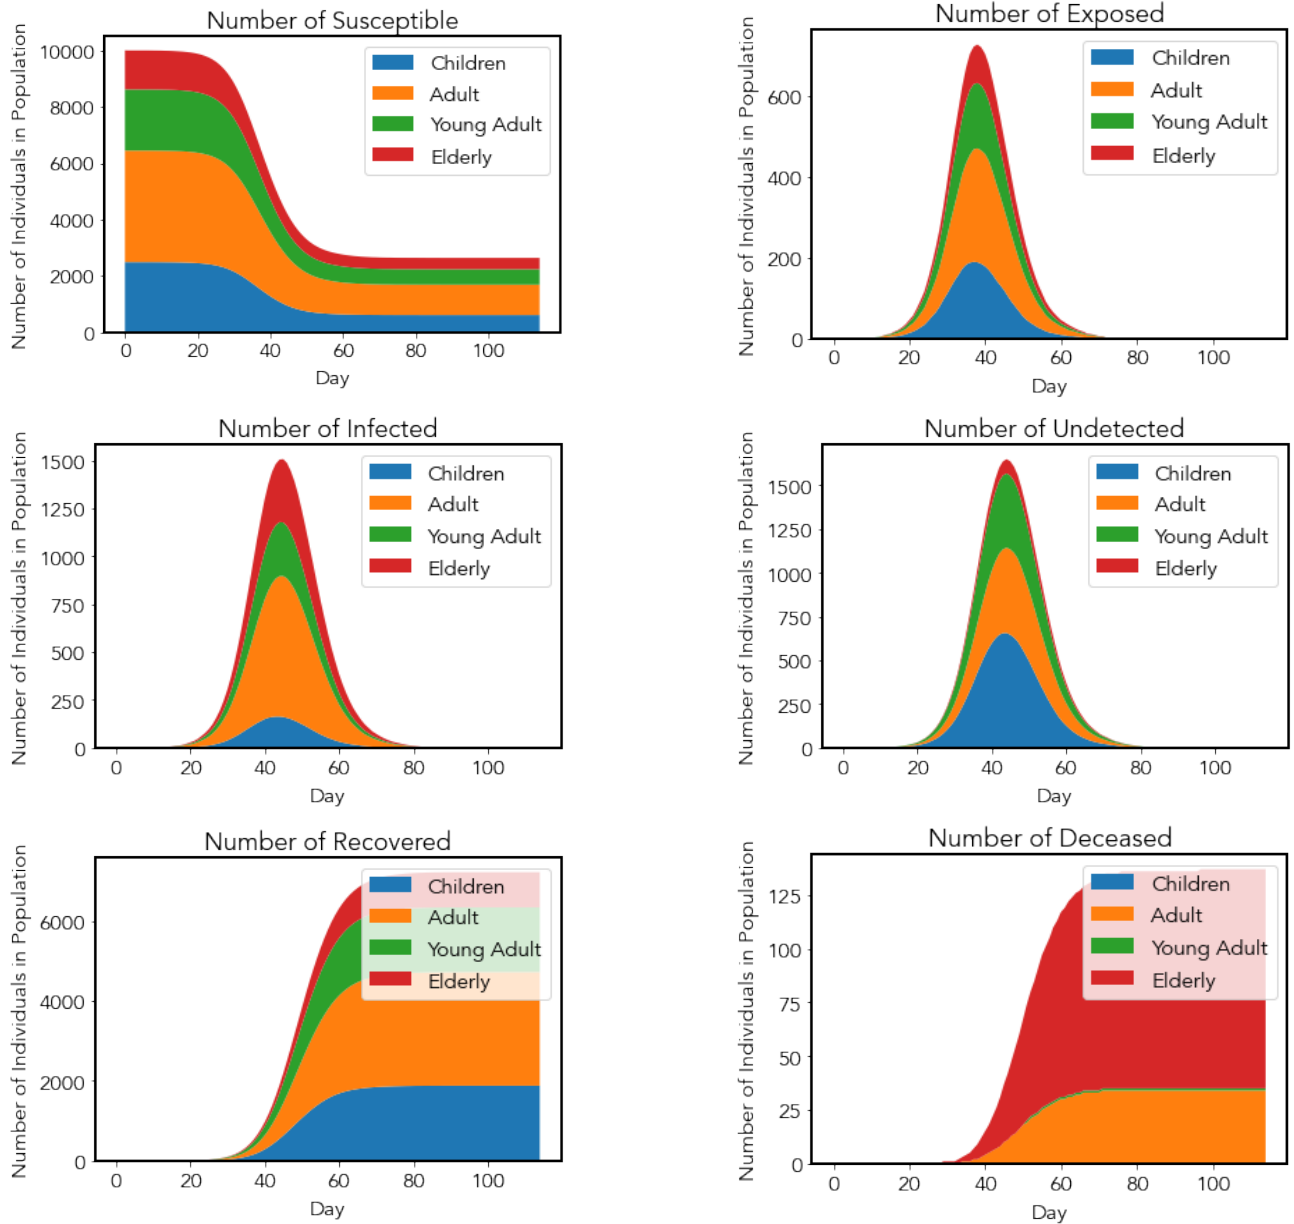 Number of Susceptible
Number of Individuals in Population
10000
8000
6000
4000
2000
0
Children
Adult
Young Adult
Elderly
0 20 40 60 80 100
Day
Number of Exposed
Number of Individuals in Population
600
400
200
0
Children
Adult
Young Adult
Elderly
0 20 40 60 80 100
Day
Number of Infected
Number of Individuals in Population
1500
1250
1000
750
500
250
0
Children
Adult
Young Adult
Elderly
0 20 40 60 80 100
Day
Number of Undetected
Number of Individuals in Population
1500
1250
1000
750
500
250
0
Children
Adult
Young Adult
Elderly
0 20 40 60 80 100
Day
Number of Recovered
Number of Individuals in Population
6000
4000
2000
0
Children
Adult
Young Adult
Elderly
0 20 40 60 80 100
Day
Number of Deceased
Number of Individuals in Population
125
100
75
50
25
0
Children
Adult
Young Adult
Elderly
0 20 40 60 80 100
Day